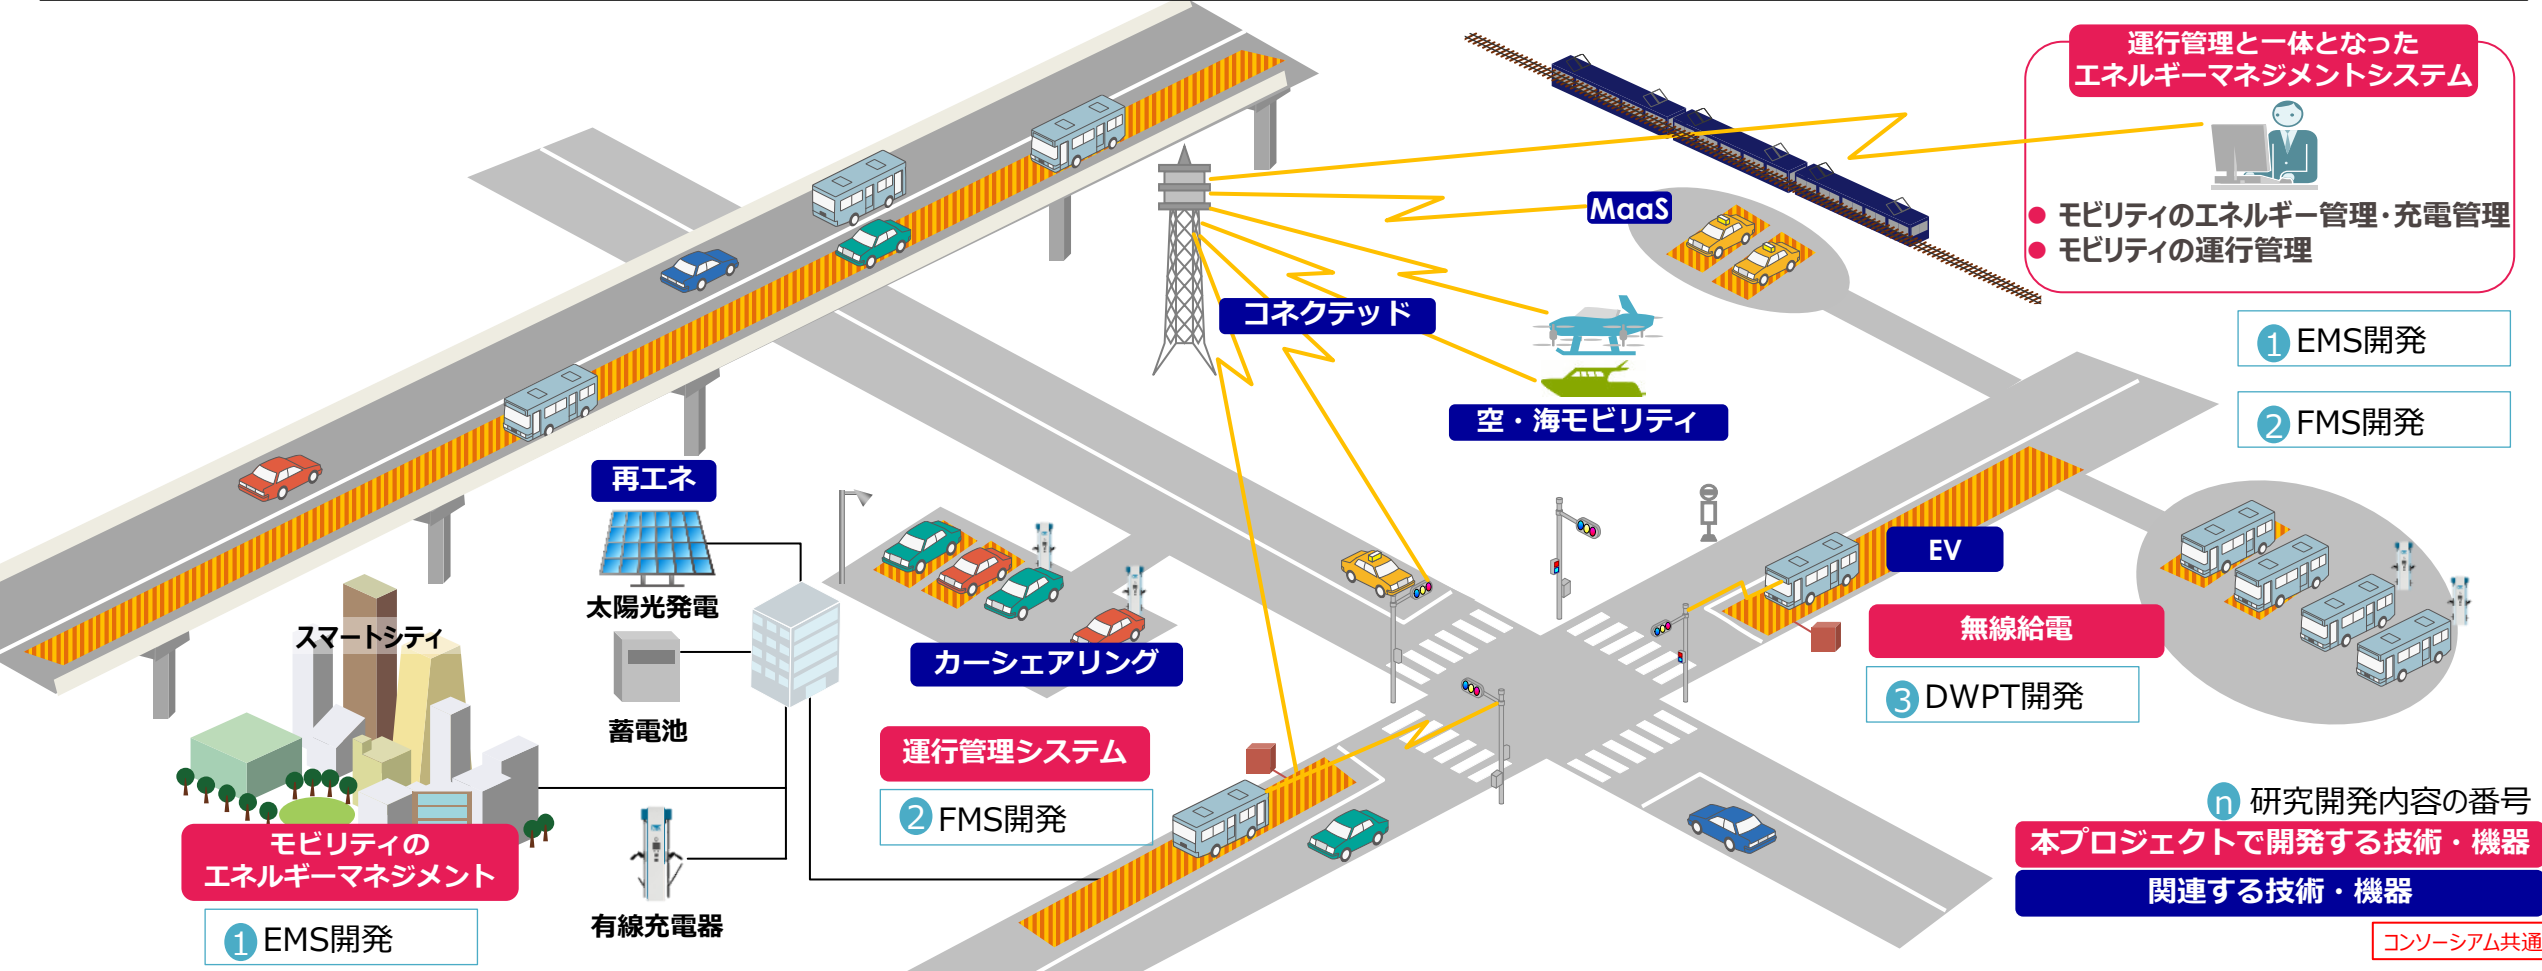 運行管理と一体となった
エネルギーマネジメントシステム
● モビリティのエネルギー管理・充電管理
● モビリティの運行管理
MaaS
コネクテッド
空・海モビリティ
1 EMS開発
2 FMS開発
再エネ
太陽光発電
スマートシティ
蓄電池
カーシェアリング
EV
無線給電
3 DWPT開発
運行管理システム
2 FMS開発
モビリティの
エネルギーマネジメント
1 EMS開発
有線充電器
n 研究開発内容の番号
本プロジェクトで開発する技術・機器
関連する技術・機器
コンソーシアム共通